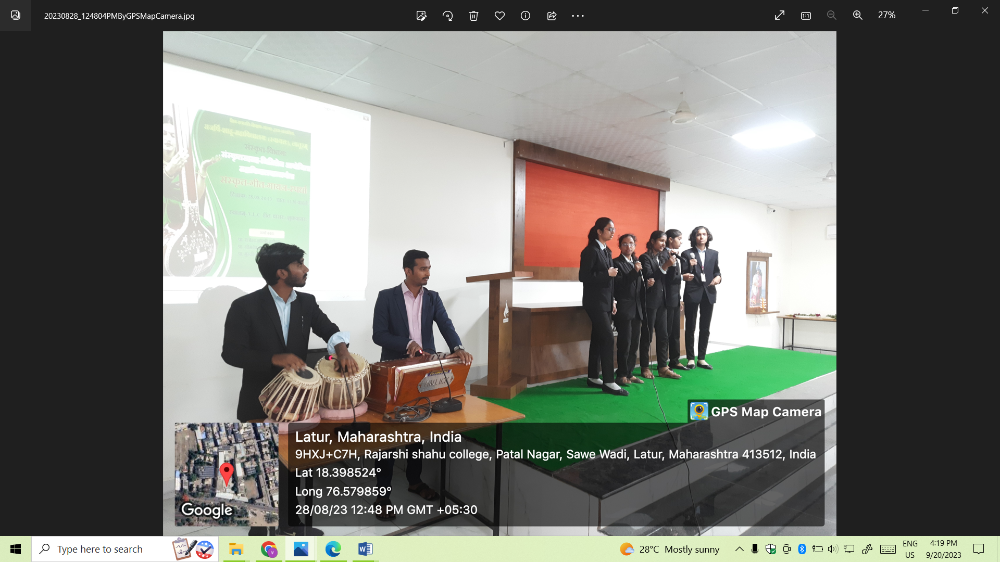 20230828_124804PMByGPSMapCamera.jpg
27%
राजर्षि-शाहू-महाविद्यालयः (स्वायत्तं), लातूरम्
संस्कृत-विभागः
संस्कृत-गीत-गायन-स्पर्धा
GPS Map Camera
Latur, Maharashtra, India
9HXJ+C7H, Rajarshi shahu college, Patal Nagar, Sawe Wadi, Latur, Maharashtra 413512, India
Lat 18.398524°
Long 76.579859°
28/08/23 12:48 PM GMT +05:30
Google
Type here to search
28°C Mostly sunny
ENG
US
4:19 PM
9/20/2023